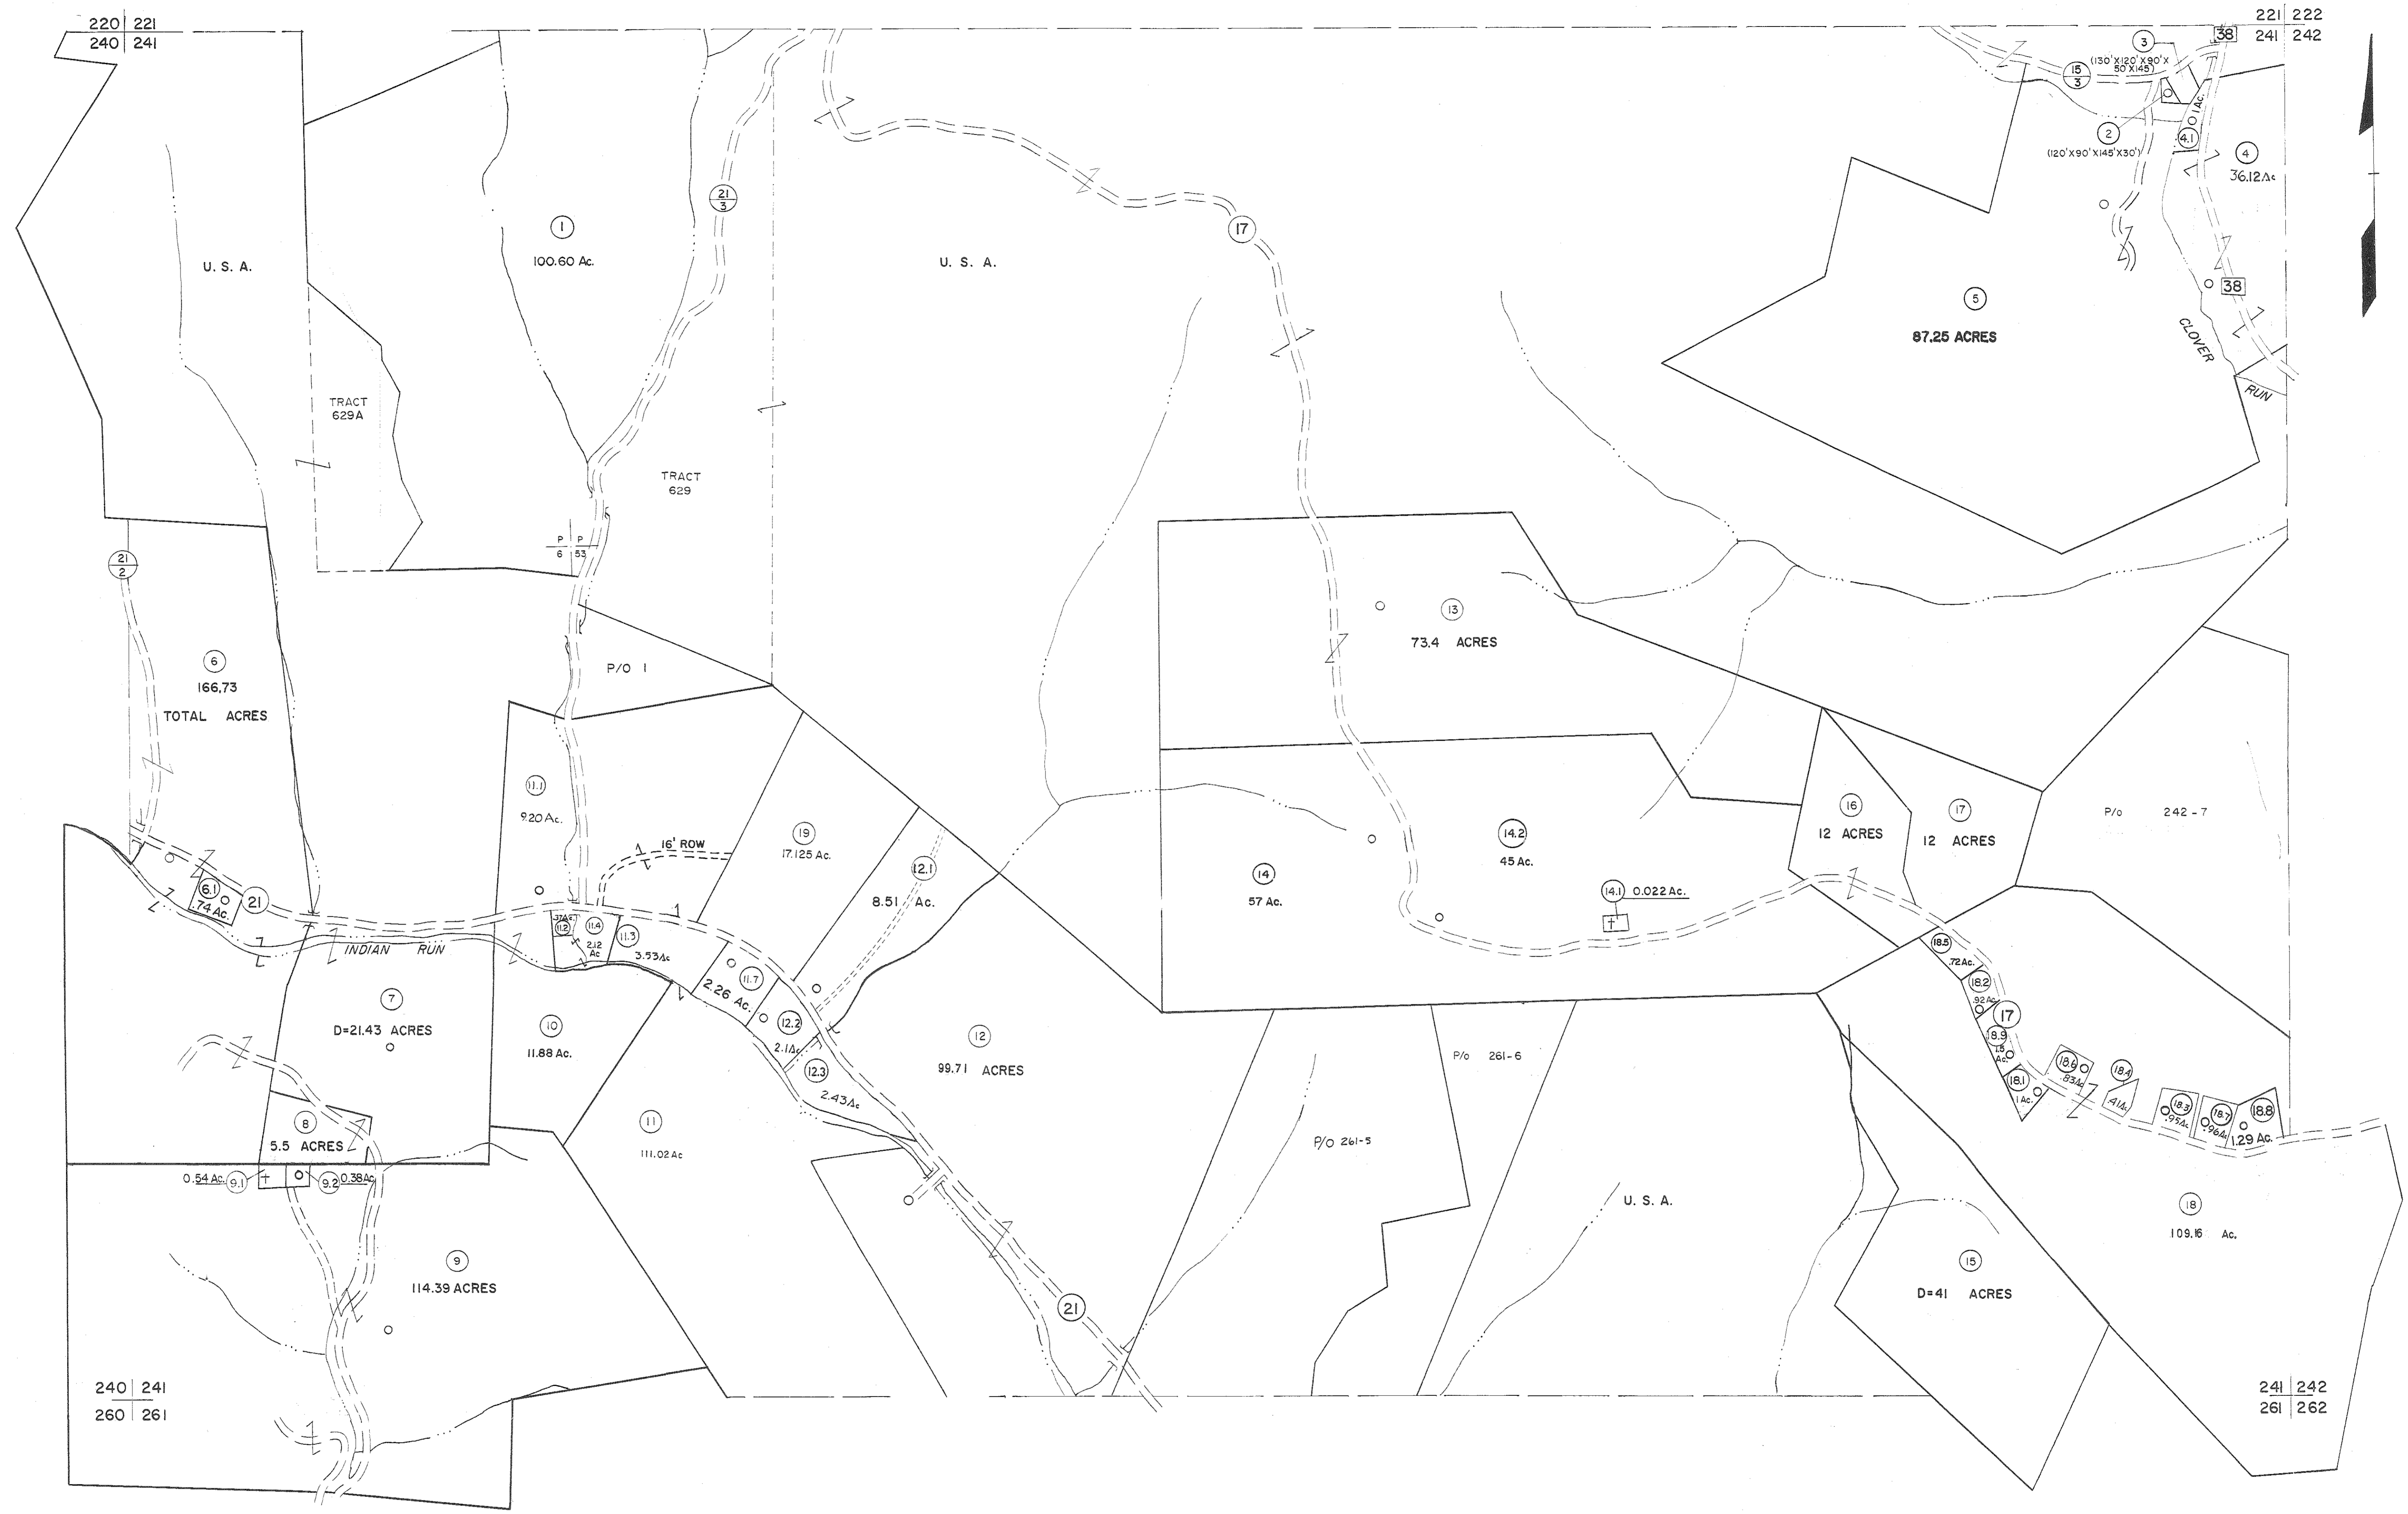 220 221
240 241
221 222
241 242
38
3
(130'X120'X90'X
50'X145')
15
3
1 Ac.
2
4.1
(120'X90'X145'X30')
4
36.12Ac
21
3
1
100.60 Ac.
17
U. S. A.
U. S. A.
5
87.25 ACRES
38
CLOVER
RUN
TRACT
629A
TRACT
629
P P
6 53
21
2
13
73.4 ACRES
6
166.73
TOTAL ACRES
P/O 1
11.1
9.20 Ac.
16' ROW
19
17.125 Ac.
12.1
8.51 Ac.
14.2
45 Ac.
16
12 ACRES
17
12 ACRES
P/o 242-7
14
57 Ac.
14.1 0.022 Ac.
6.1
.74 Ac.
21
11.2
11.4
2.12
Ac
11.3
3.53Ac
INDIAN RUN
18.5
.72 Ac.
11.7
2.26 Ac.
18.2
.92 Ac.
7
D=21.43 ACRES
10
11.88 Ac.
12.2
2.1Ac
12
99.71 ACRES
17
18.9
1.5
Ac.
P/o 261-6
12.3
2.43Ac
18.6
.83Ac
18.1
1 Ac.
18.4
.41Ac
18.3
.95Ac
18.7
.96Ac
18.8
1.29 Ac.
8
5.5 ACRES
11
111.02 Ac
P/O 261-5
0.54 Ac. 9.1
9.2 0.38Ac
U. S. A.
18
109.16 Ac.
9
114.39 ACRES
15
D=41 ACRES
21
240 241
260 261
241 242
261 262